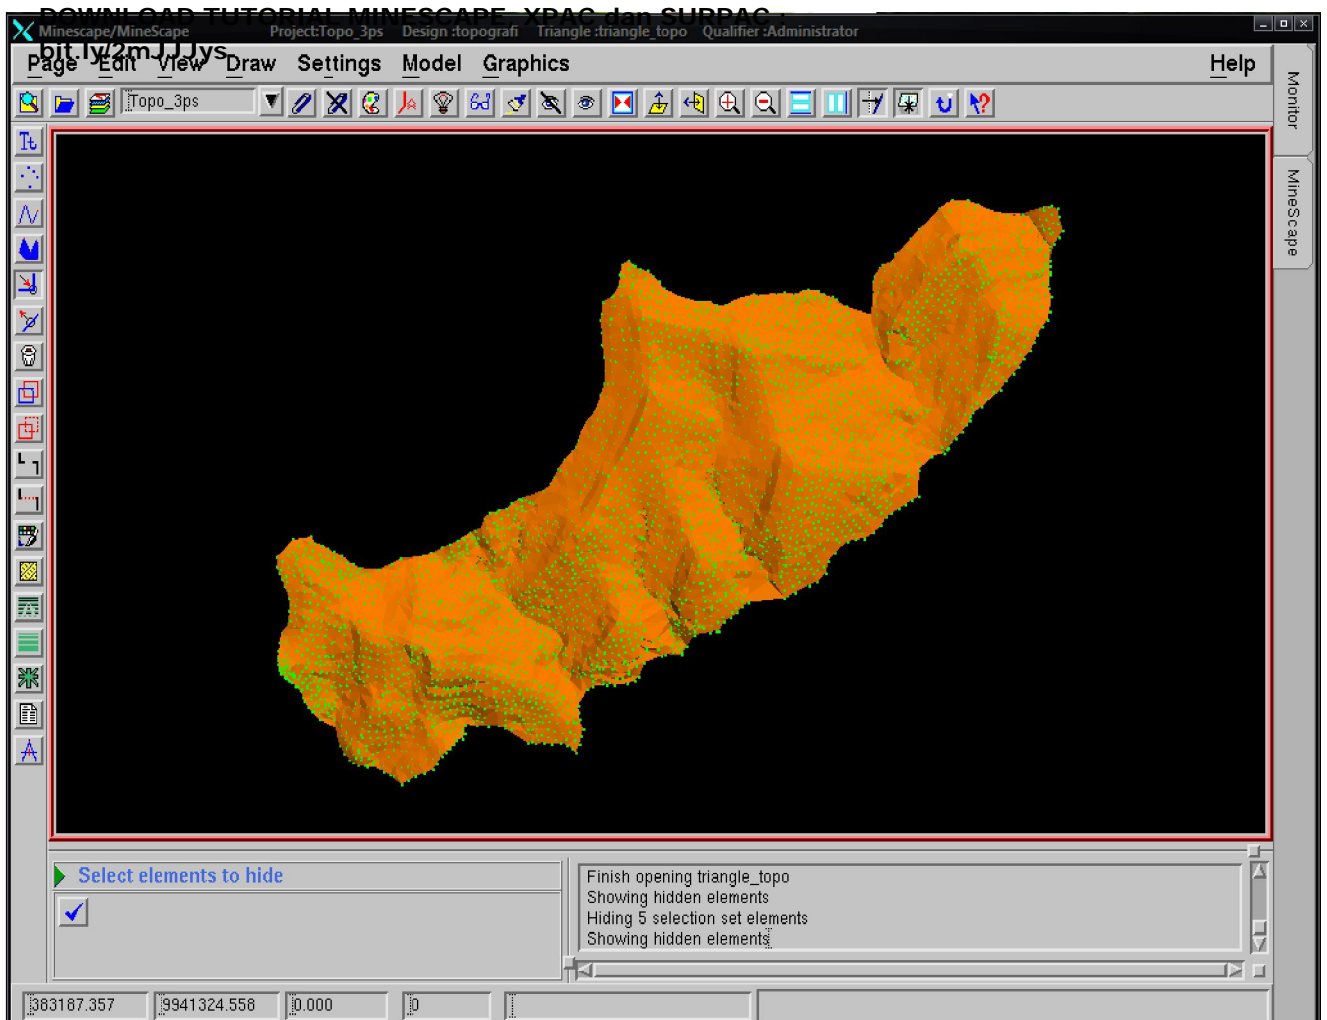 DOWNLOAD TUTORIAL MINESCAPE, XPAC dan SURPAC :
bit.ly/2mJJJys
Minescape/MineScape Project:Topo_3ps Design :topografi Triangle :triangle_topo Qualifier :Administrator
Page Edit View Draw Settings Model Graphics Help
Topo_3ps
Tt
Monitor
MineScape
Select elements to hide
Finish opening triangle_topo
Showing hidden elements
Hiding 5 selection set elements
Showing hidden elements
383187.357 9941324.558 0.000 0